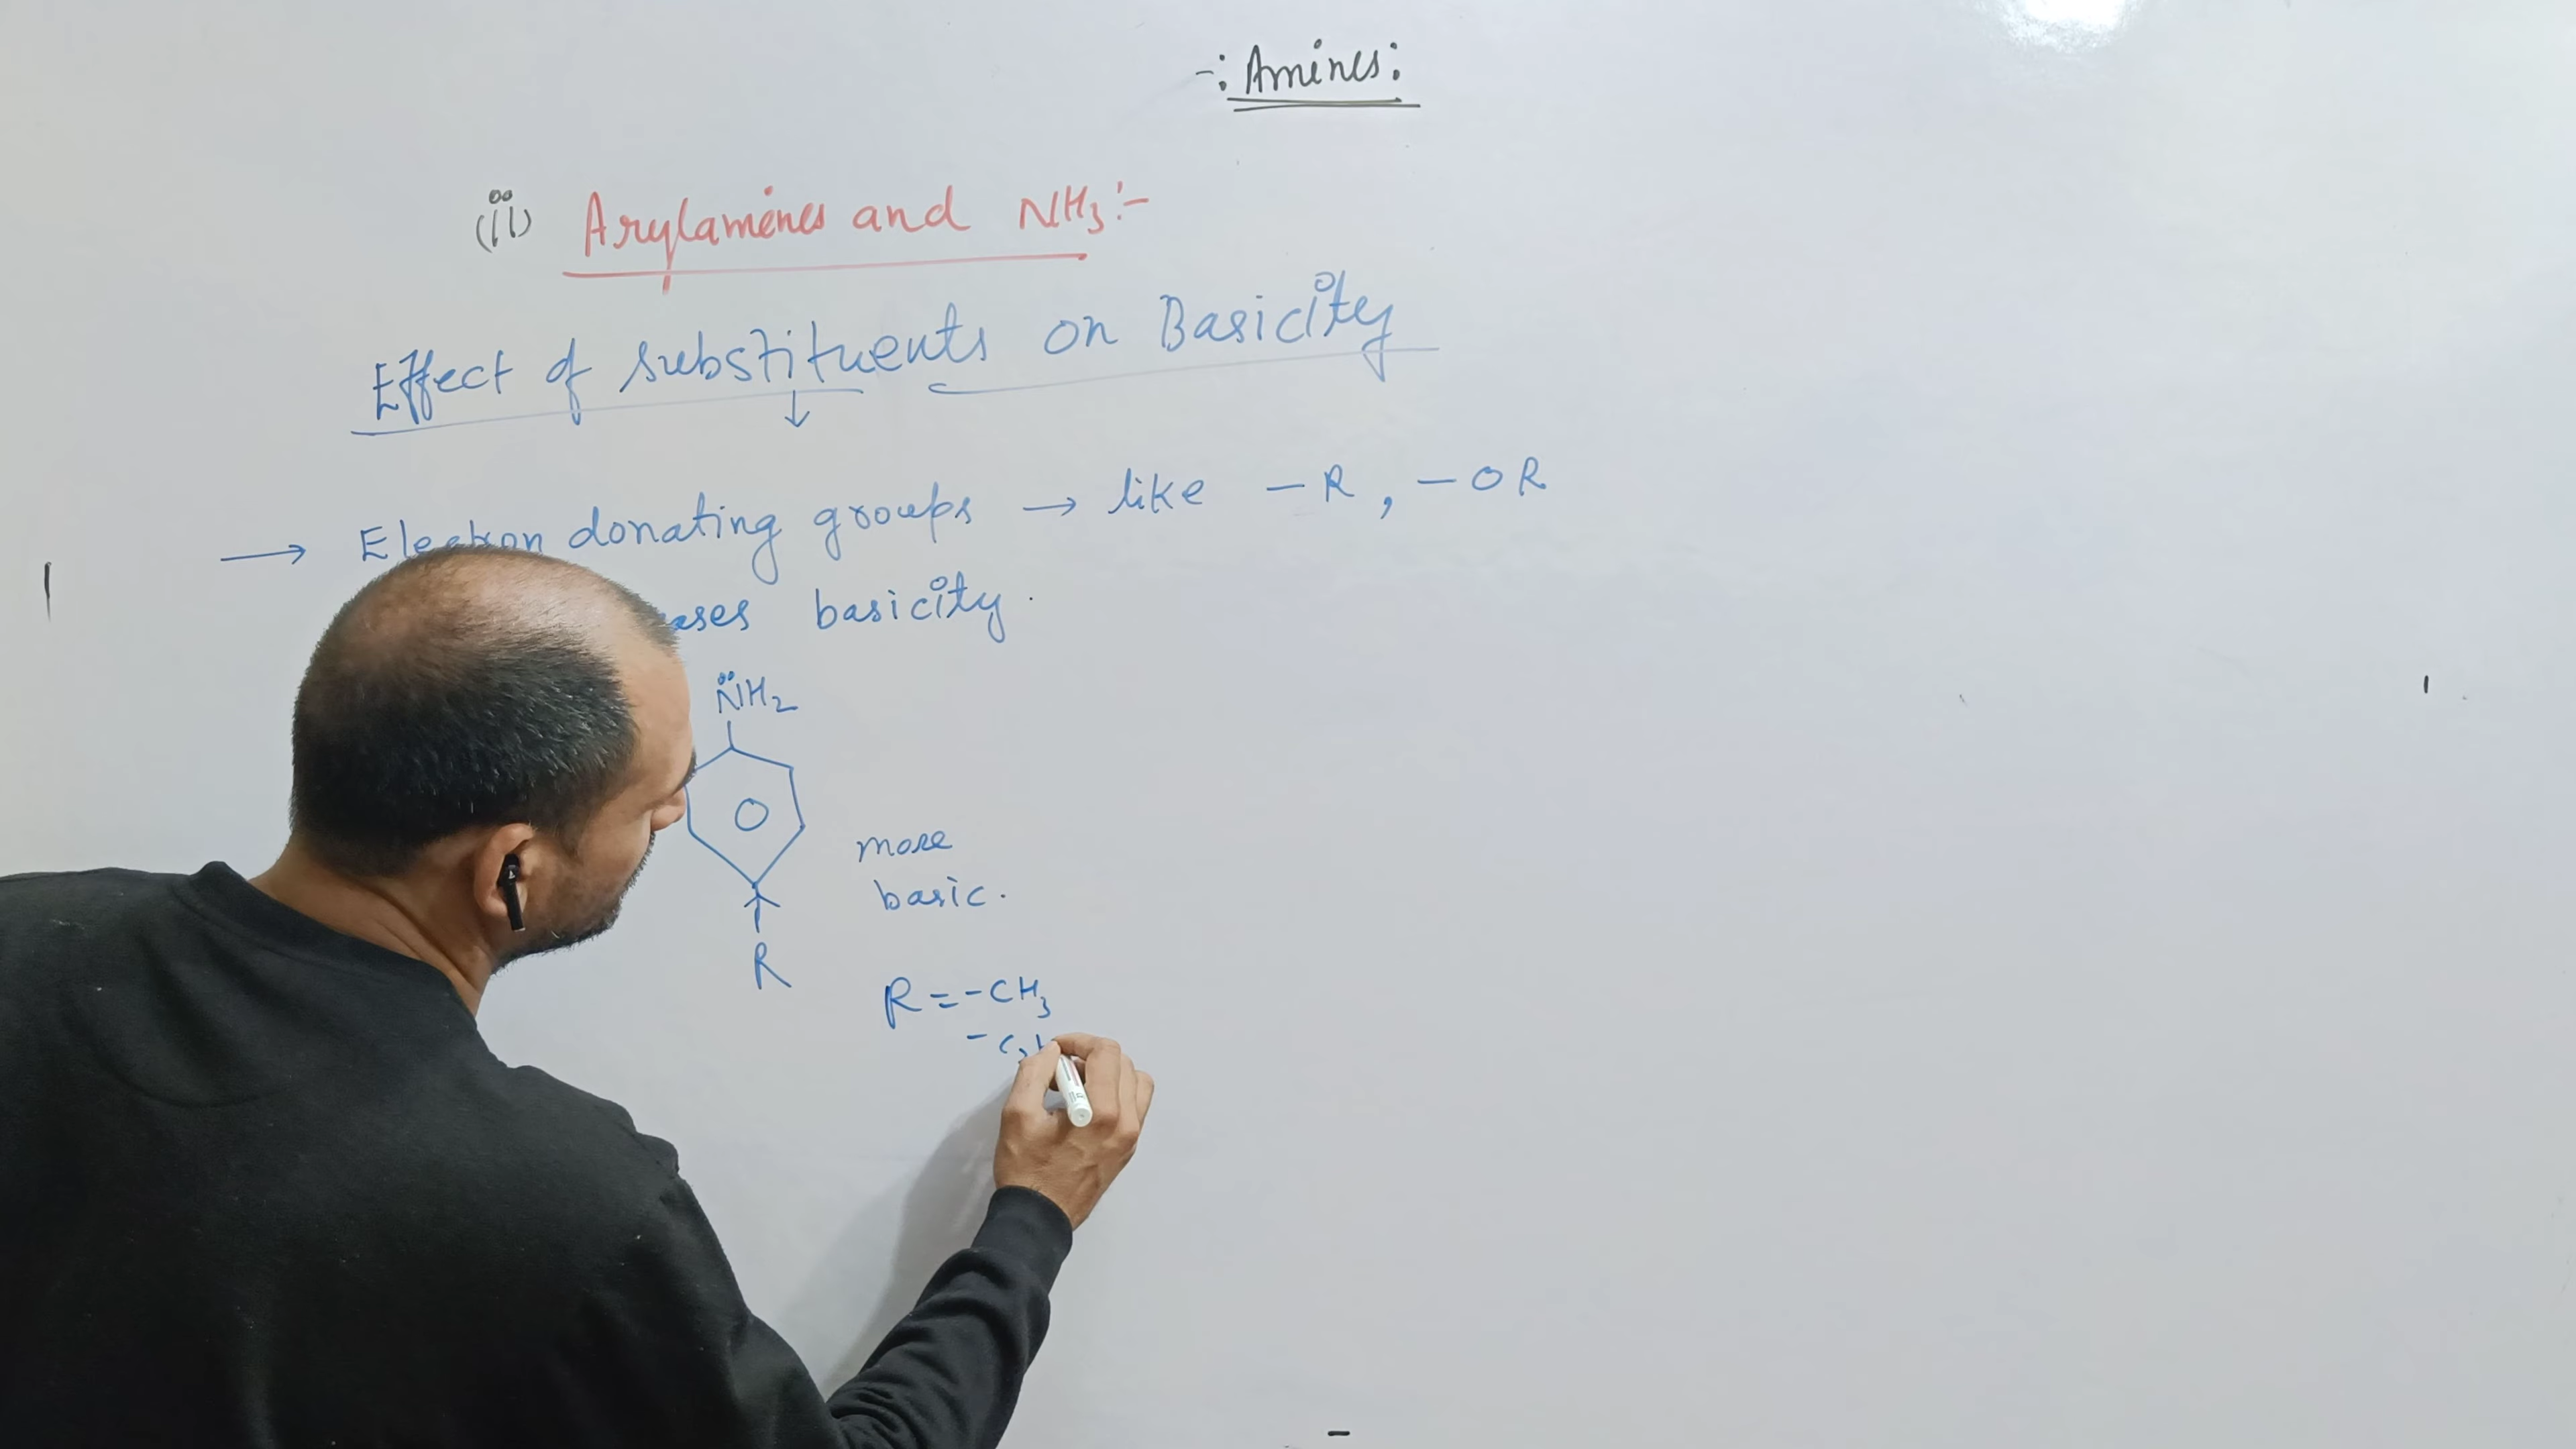 -: Amines:
(ii) Arylamines and NH₃:-
Effect of substituents on Basicity
↓
→ Electron donating groups → like -R, -OR
basicity.
N̈H₂
more
basic.
R
R = -CH₃